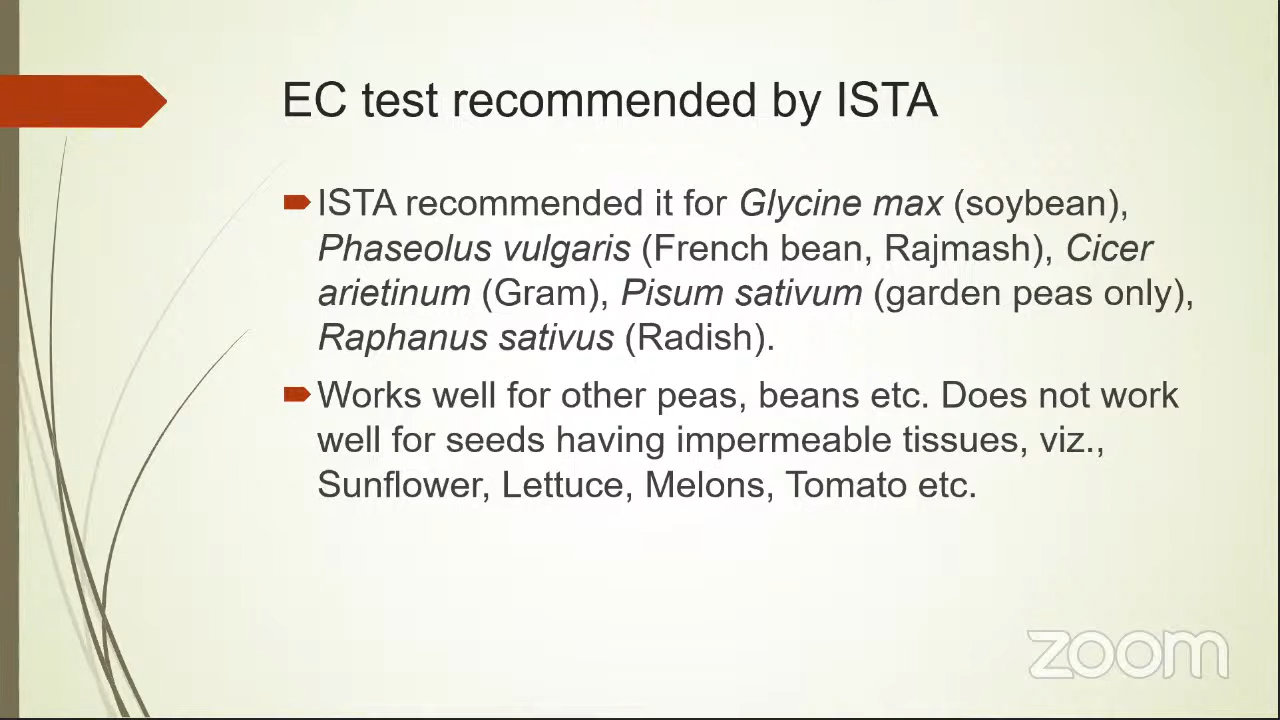 EC test recommended by ISTA
ISTA recommended it for Glycine max (soybean),
Phaseolus vulgaris (French bean, Rajmash), Cicer
arietinum (Gram), Pisum sativum (garden peas only),
Raphanus sativus (Radish).
Works well for other peas, beans etc. Does not work
well for seeds having impermeable tissues, viz.,
Sunflower, Lettuce, Melons, Tomato etc.
zoom